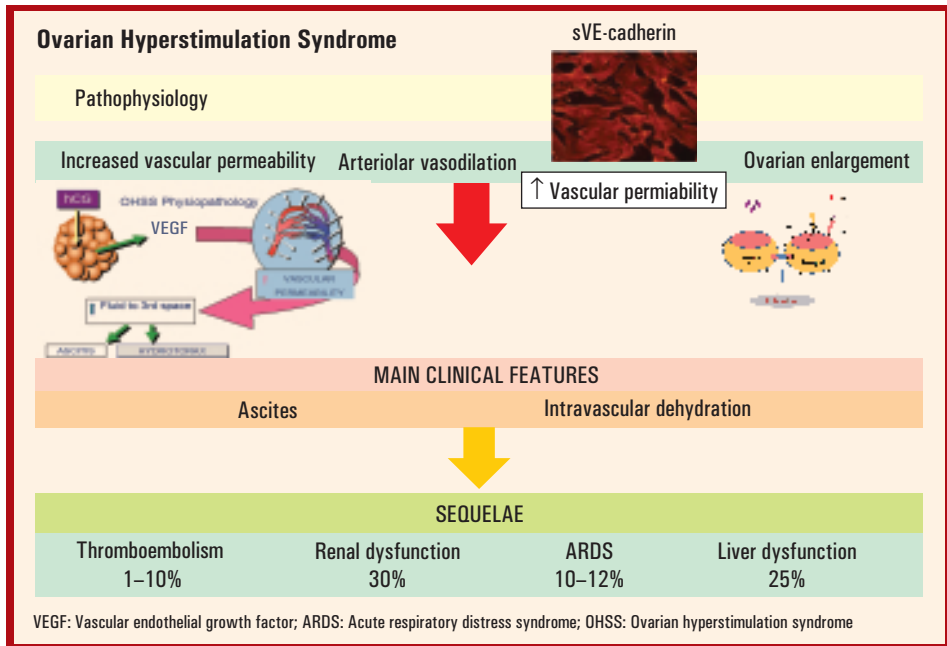 Ovarian Hyperstimulation Syndrome
sVE-cadherin
Pathophysiology
Increased vascular permeability
Arteriolar vasodilation
Ovarian enlargement
↑ Vascular permiability
hCG
OHSS Physiopathology
VEGF
VASCULAR
PERMEABILITY
Fluid to 3rd space
ASCITIS
HYDROTORAX
MAIN CLINICAL FEATURES
Ascites
Intravascular dehydration
SEQUELAE
Thromboembolism
1–10%
Renal dysfunction
30%
ARDS
10–12%
Liver dysfunction
25%
VEGF: Vascular endothelial growth factor; ARDS: Acute respiratory distress syndrome; OHSS: Ovarian hyperstimulation syndrome